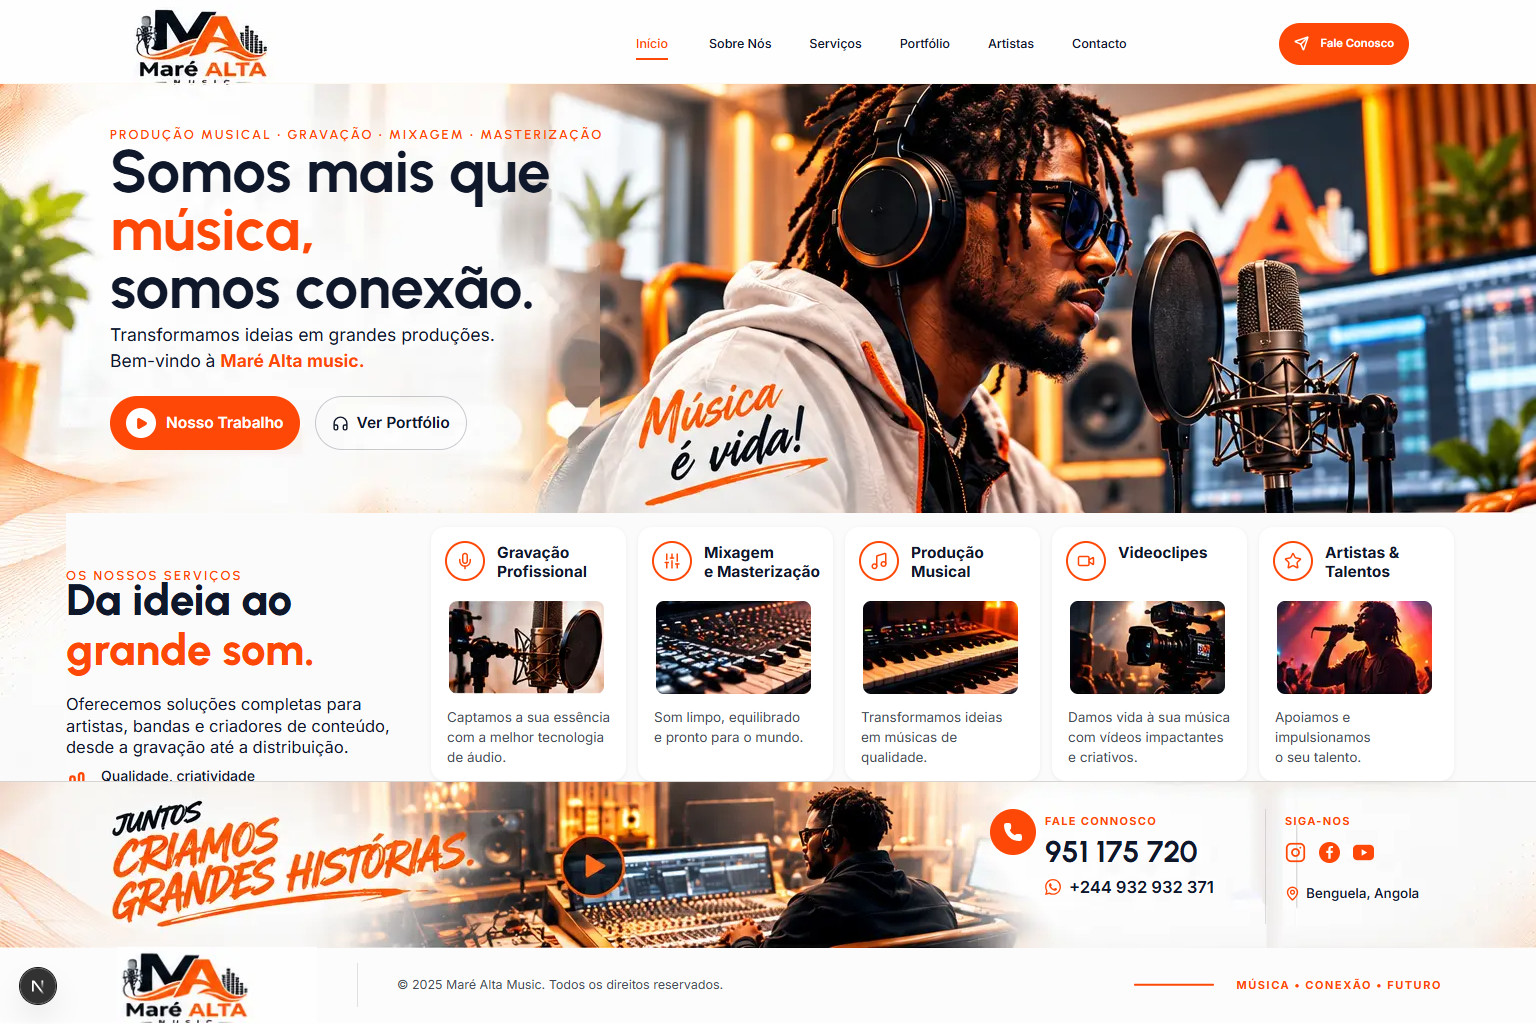 MA
Maré ALTA
MUSIC
Início
Sobre Nós
Serviços
Portfólio
Artistas
Contacto
Fale Conosco
PRODUÇÃO MUSICAL · GRAVAÇÃO · MIXAGEM · MASTERIZAÇÃO
Somos mais que
música,
somos conexão.
Transformamos ideias em grandes produções.
Bem-vindo à Maré Alta music.
Nosso Trabalho
Ver Portfólio
Música
é vida!
MA
OS NOSSOS SERVIÇOS
Da ideia ao
grande som.
Oferecemos soluções completas para
artistas, bandas e criadores de conteúdo,
desde a gravação até a distribuição.
Qualidade, criatividade
Gravação
Profissional
Captamos a sua essência
com a melhor tecnologia
de áudio.
Mixagem
e Masterização
Som limpo, equilibrado
e pronto para o mundo.
Produção
Musical
Transformamos ideias
em músicas de
qualidade.
Videoclipes
Damos vida à sua música
com vídeos impactantes
e criativos.
Artistas &
Talentos
Apoiamos e
impulsionamos
o seu talento.
JUNTOS
CRIAMOS
GRANDES HISTÓRIAS.
FALE CONNOSCO
951 175 720
+244 932 932 371
SIGA-NOS
Benguela, Angola
N
MA
Maré ALTA
MUSIC
© 2025 Maré Alta Music. Todos os direitos reservados.
MÚSICA • CONEXÃO • FUTURO